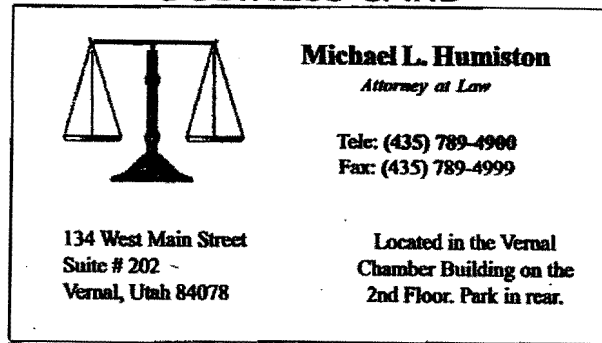 Michael L. Humiston
Attorney at Law
Tele: (435) 789-4900
Fax: (435) 789-4999
134 West Main Street
Suite # 202
Vernal, Utah 84078
Located in the Vernal
Chamber Building on the
2nd Floor. Park in rear.